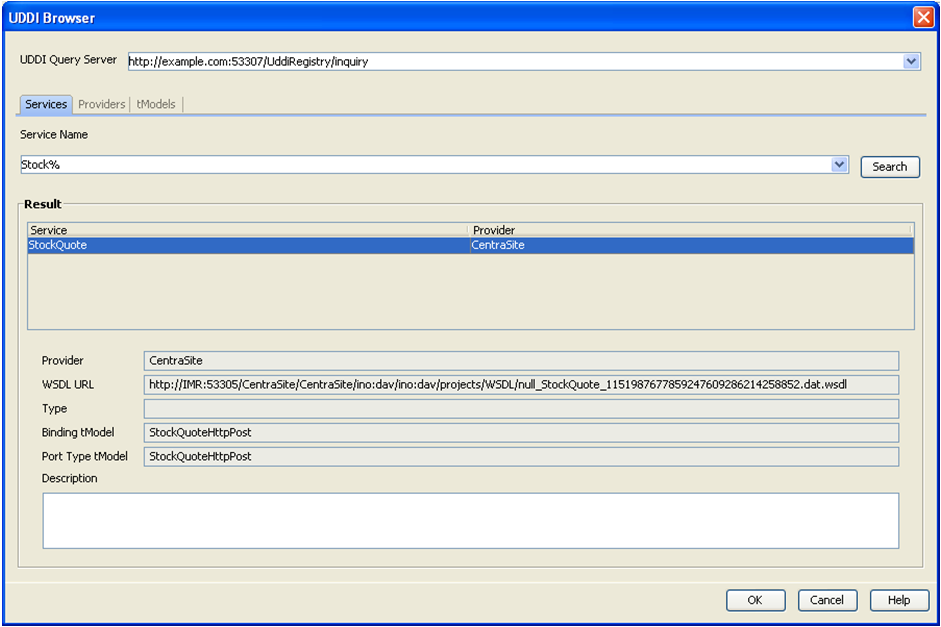 UDDI Browser
UDDI Query Server http://example.com:53307/UddiRegistry/inquiry
Services Providers tModels
Service Name
Stock% Search
Result
Service Provider
StockQuote CentraSite
Provider CentraSite
WSDL URL http://IMR:53305/CentraSite/CentraSite/ino:dav/ino:dav/projects/WSDL/null_StockQuote_1151987677859247609286214258852.dat.wsdl
Type
Binding tModel StockQuoteHttpPost
Port Type tModel StockQuoteHttpPost
Description
OK Cancel Help